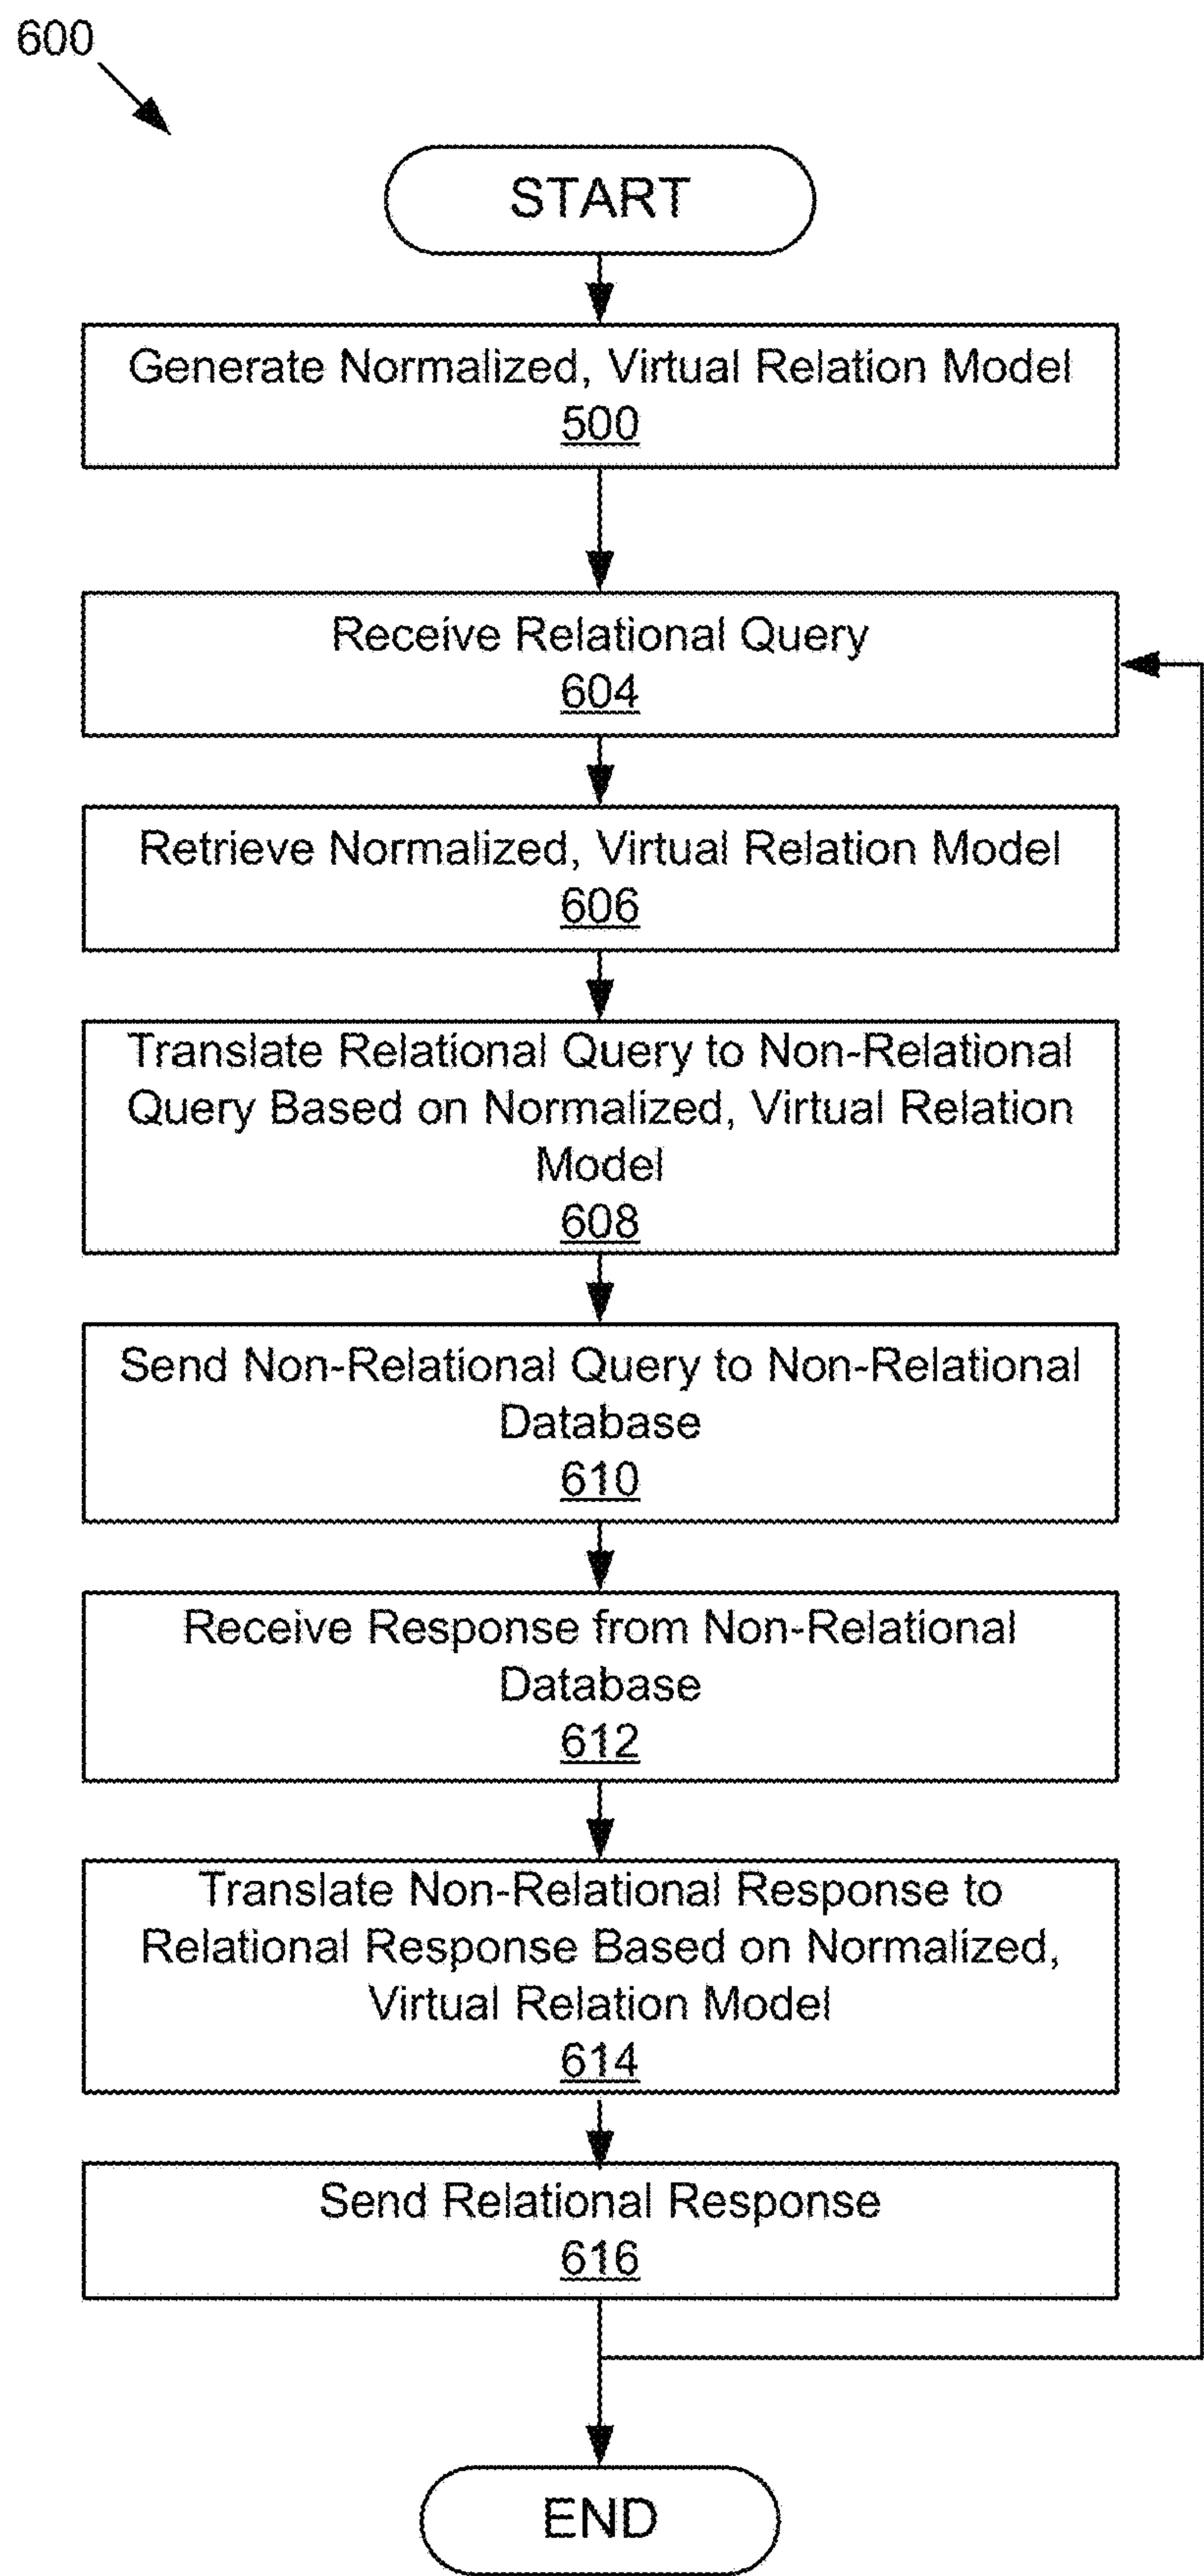 600
START
Generate Normalized, Virtual Relation Model
500
Receive Relational Query
604
Retrieve Normalized, Virtual Relation Model
606
Translate Relational Query to Non-Relational
Query Based on Normalized, Virtual Relation
Model
608
Send Non-Relational Query to Non-Relational
Database
610
Receive Response from Non-Relational
Database
612
Translate Non-Relational Response to
Relational Response Based on Normalized,
Virtual Relation Model
614
Send Relational Response
616
END